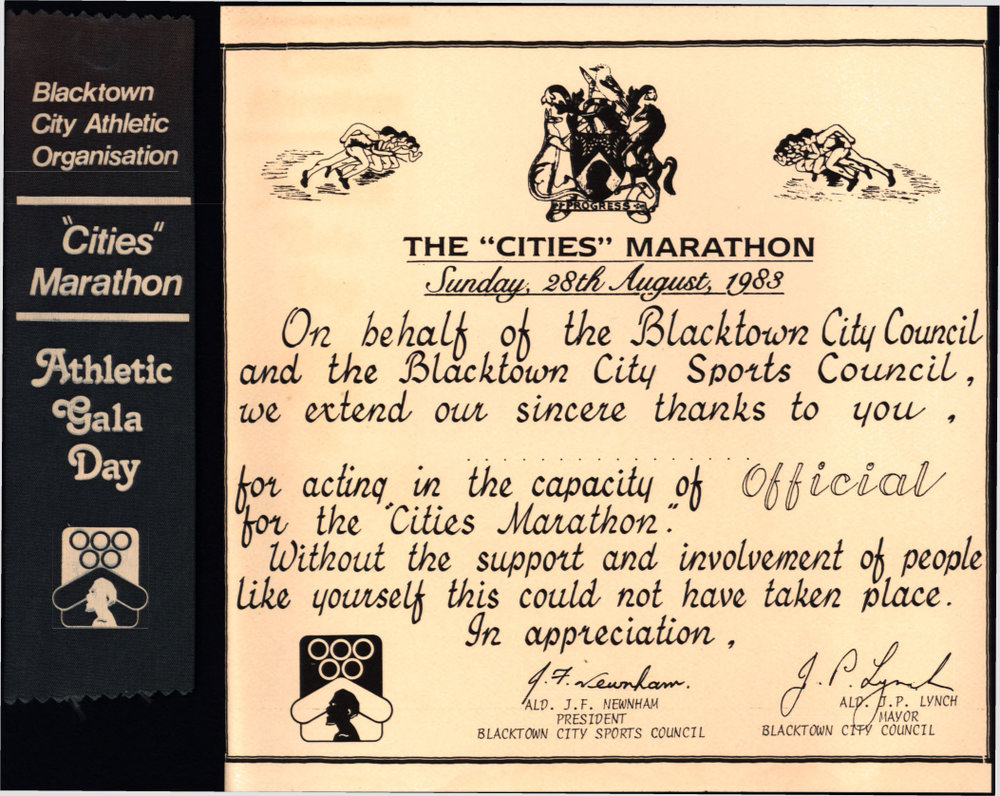 Blacktown
City Athletic
Organisation
"Cities"
Marathon
Athletic
Gala
Day
PROGRESS
THE "CITIES" MARATHON
Sunday, 28th August, 1983
On behalf of the Blacktown City Council
and the Blacktown City Sports Council,
we extend our sincere thanks to you,
. . . . . . . . . . . . . . . .
for acting in the capacity of Official
for the "Cities Marathon."
Without the support and involvement of people
like yourself this could not have taken place.
In appreciation,
J. F. Newnham.
ALD. J.F. NEWNHAM
PRESIDENT
BLACKTOWN CITY SPORTS COUNCIL
J. P. Lynch
ALD. J.P. LYNCH
MAYOR
BLACKTOWN CITY COUNCIL